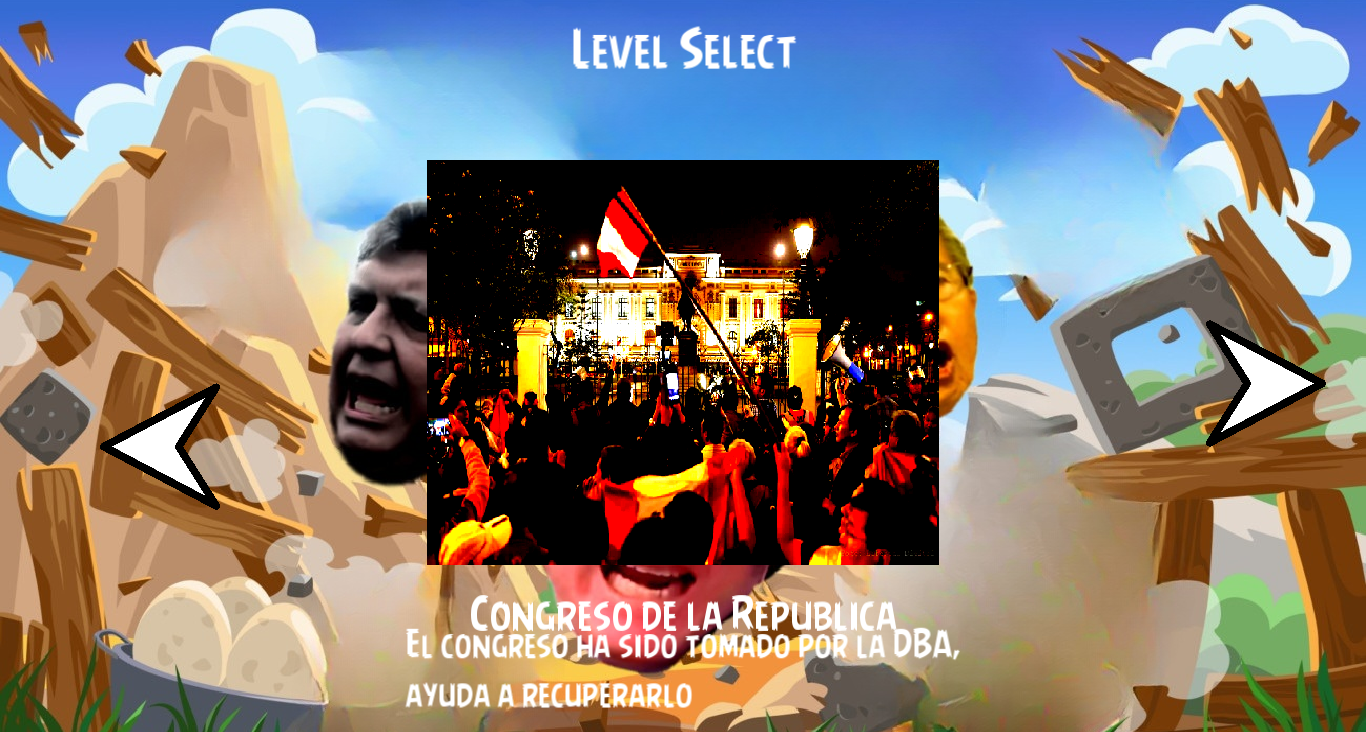 Level Select
Congreso de la Republica
El congreso ha sido tomado por la DBA,
ayuda a recuperarlo